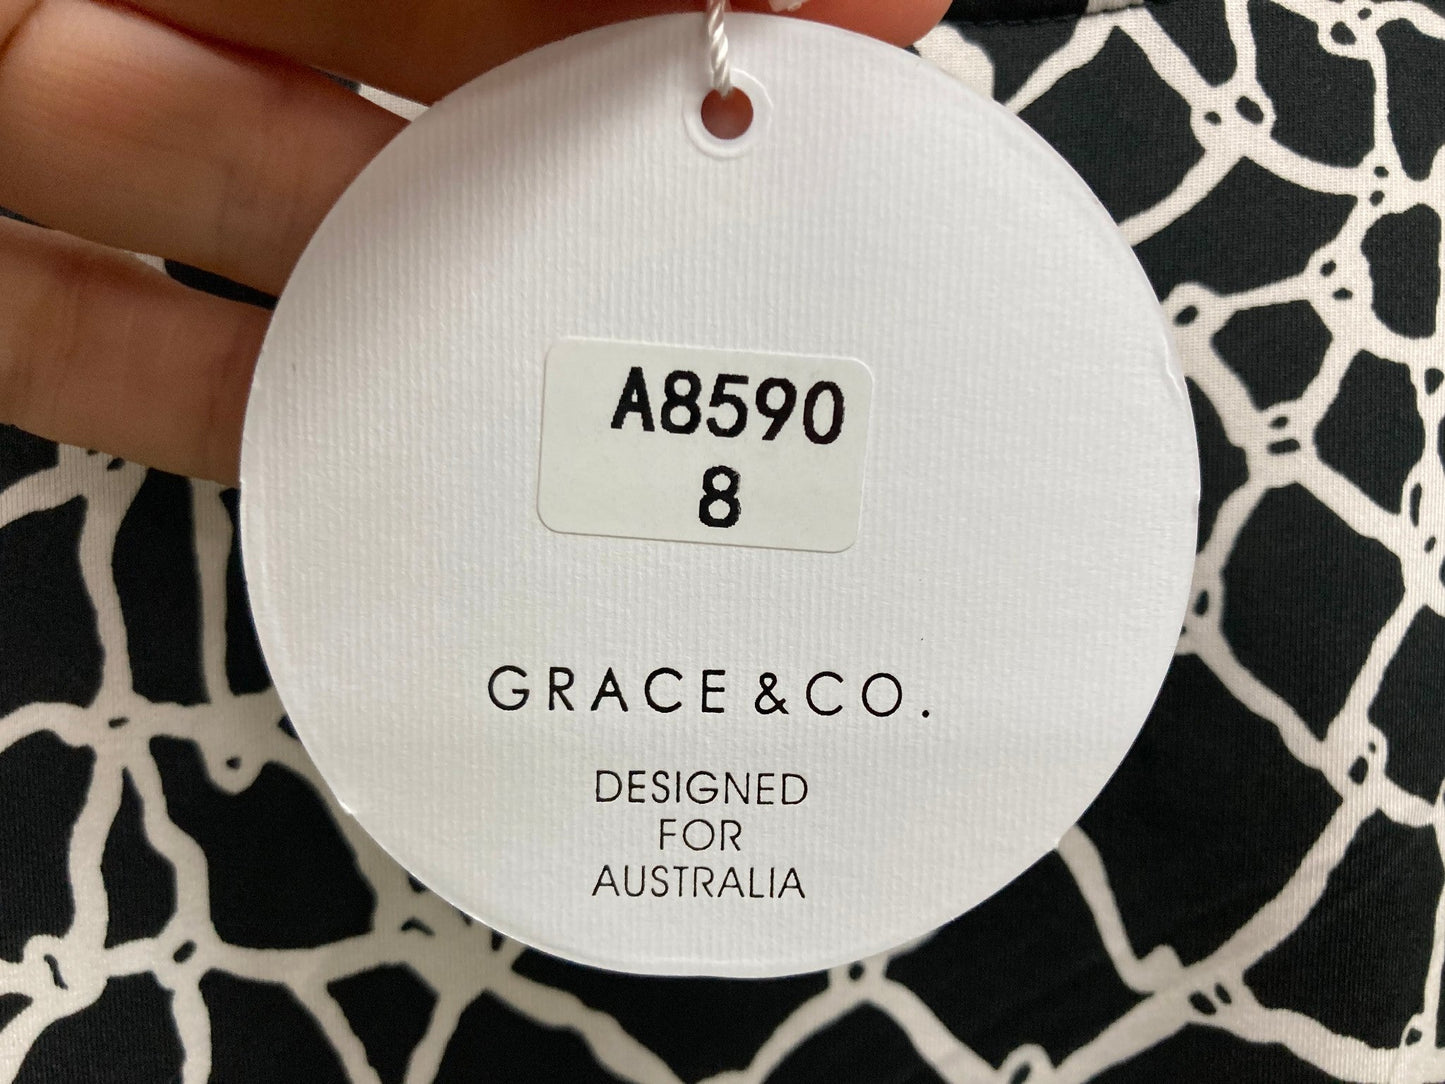 A8590
8
GRACE & CO.
DESIGNED
FOR
AUSTRALIA